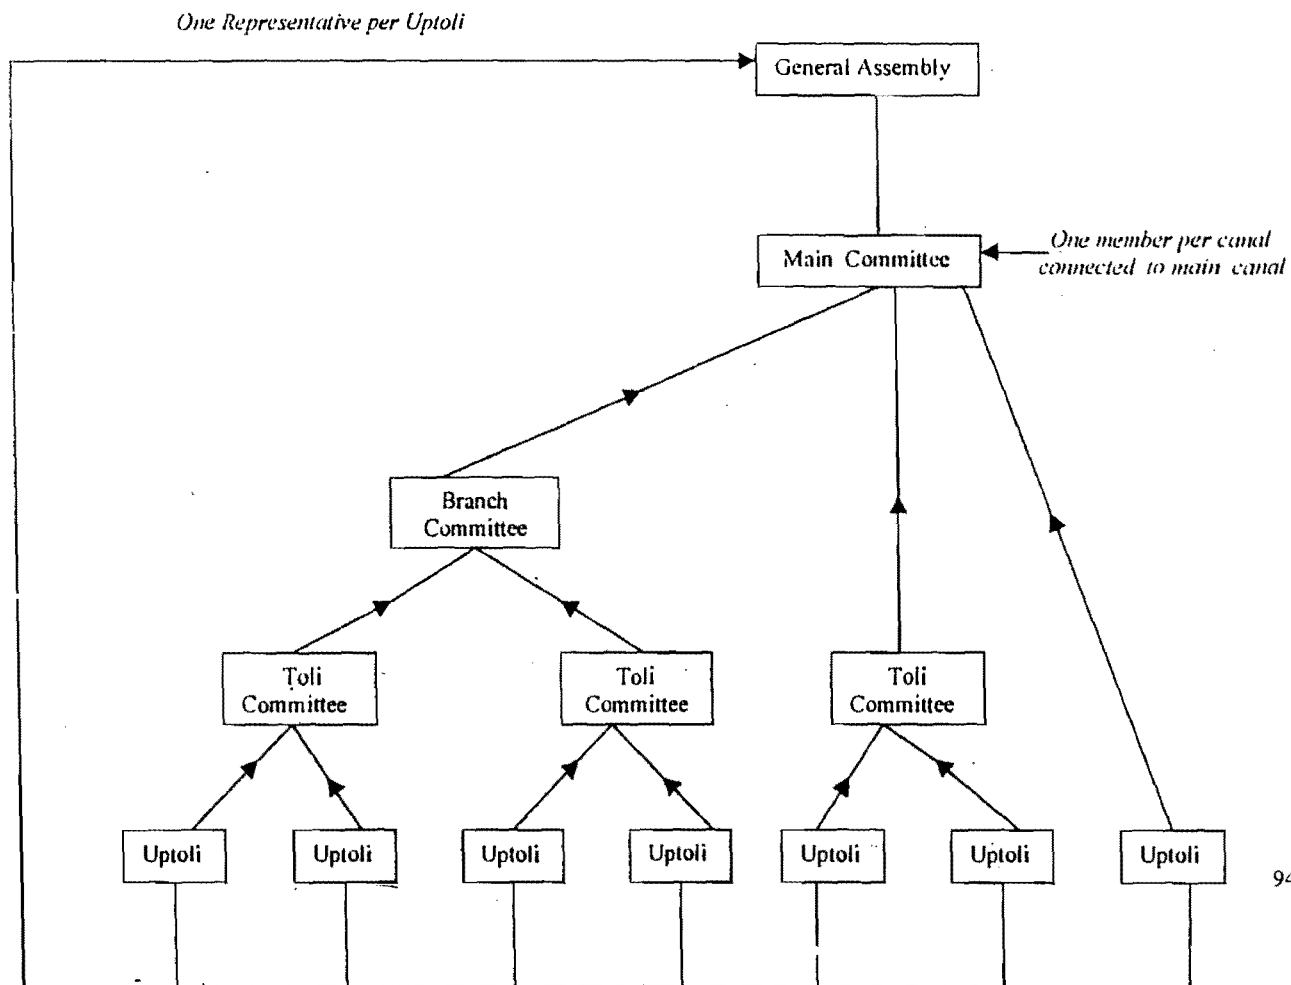 One Representative per Uptoli
General Assembly
Main Committee
One member per canal
connected to main canal
Branch
Committee
Toli
Committee
Toli
Committee
Toli
Committee
Uptoli
Uptoli
Uptoli
Uptoli
Uptoli
Uptoli
Uptoli
94